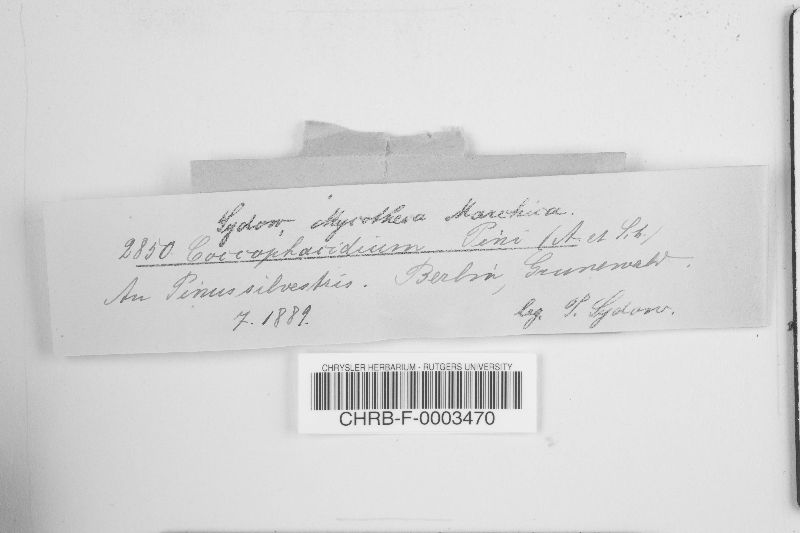 Sydow, Mycotheca Marchica.
2850. Coccophacidium Pini (A. et Sch.)
An Pinus silvestris. Berlin, Grunewald.
7. 1889. leg. P. Sydow.
CHRYSLER HERBARIUM - RUTGERS UNIVERSITY
CHRB-F-0003470